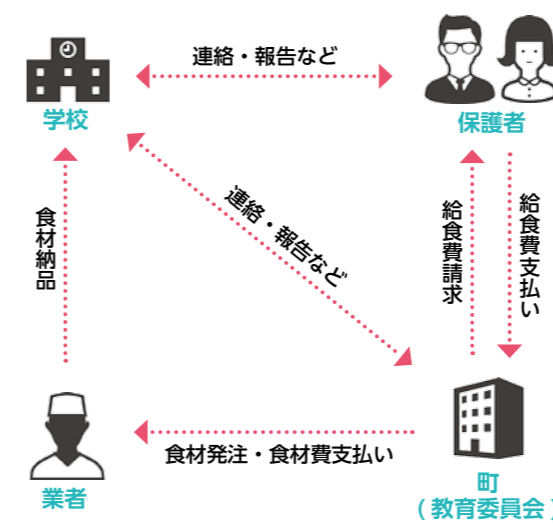 連絡・報告など
学校
保護者
連絡・報告など
食材納品
給食費請求
給食費支払い
食材発注・食材費支払い
業者
町
(教育委員会)